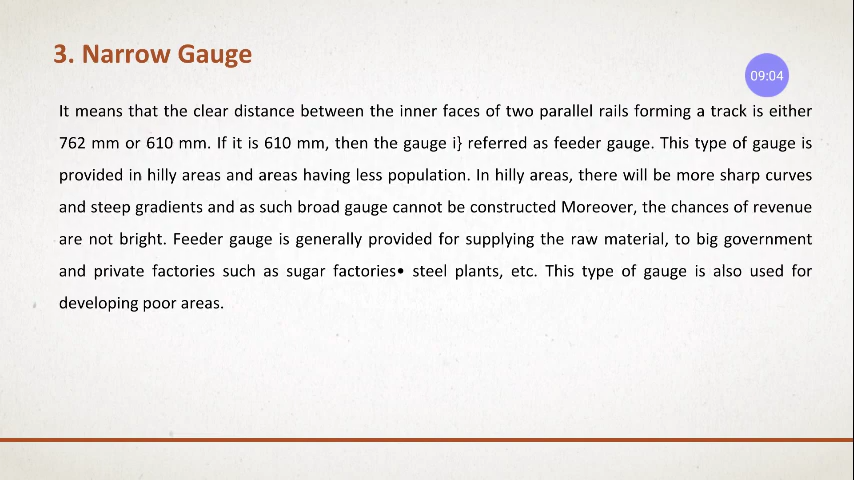 3. Narrow Gauge
09:04
It means that the clear distance between the inner faces of two parallel rails forming a track is either
762 mm or 610 mm. If it is 610 mm, then the gauge i} referred as feeder gauge. This type of gauge is
provided in hilly areas and areas having less population. In hilly areas, there will be more sharp curves
and steep gradients and as such broad gauge cannot be constructed Moreover, the chances of revenue
are not bright. Feeder gauge is generally provided for supplying the raw material, to big government
and private factories such as sugar factories• steel plants, etc. This type of gauge is also used for
developing poor areas.